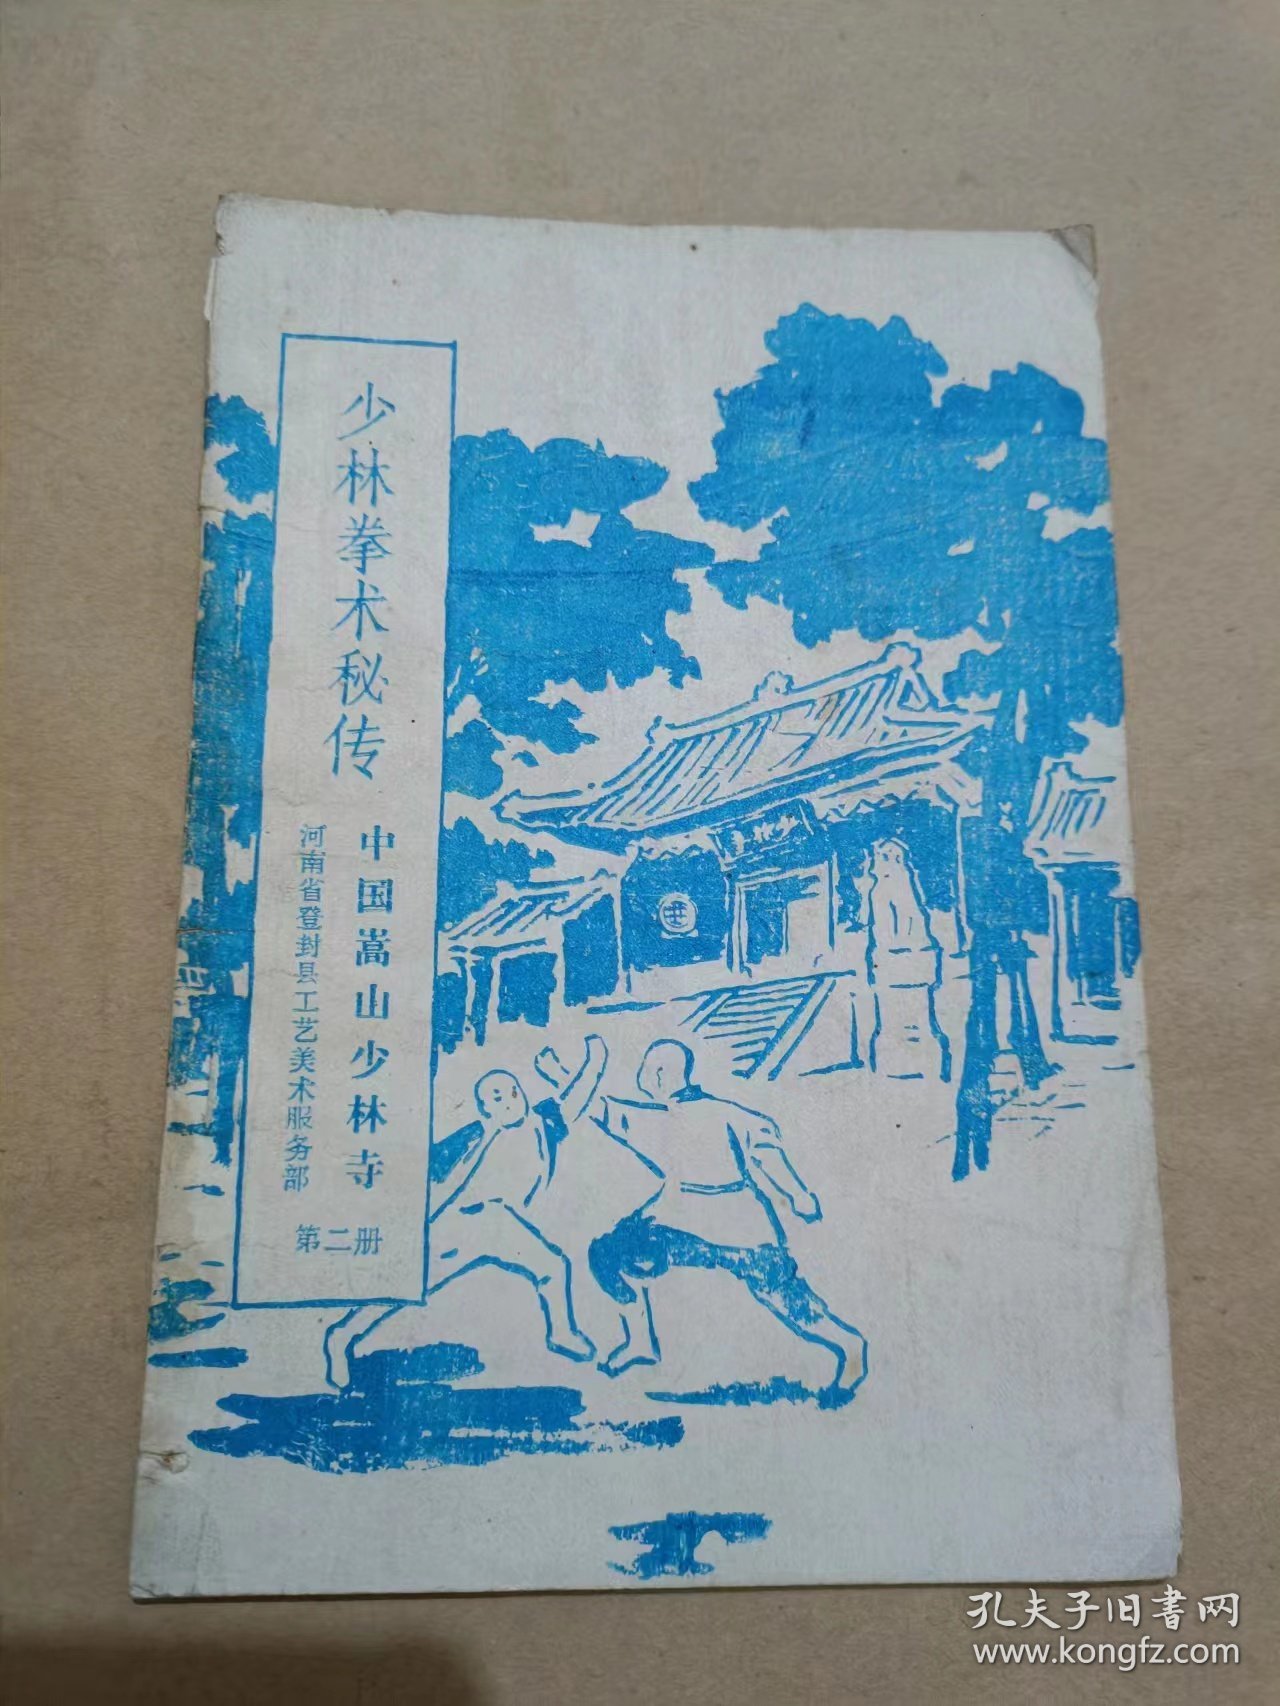 少林拳术秘传
中国嵩山少林寺
河南省登封县工艺美术服务部
第二册
孔夫子旧书网
www.kongfz.com